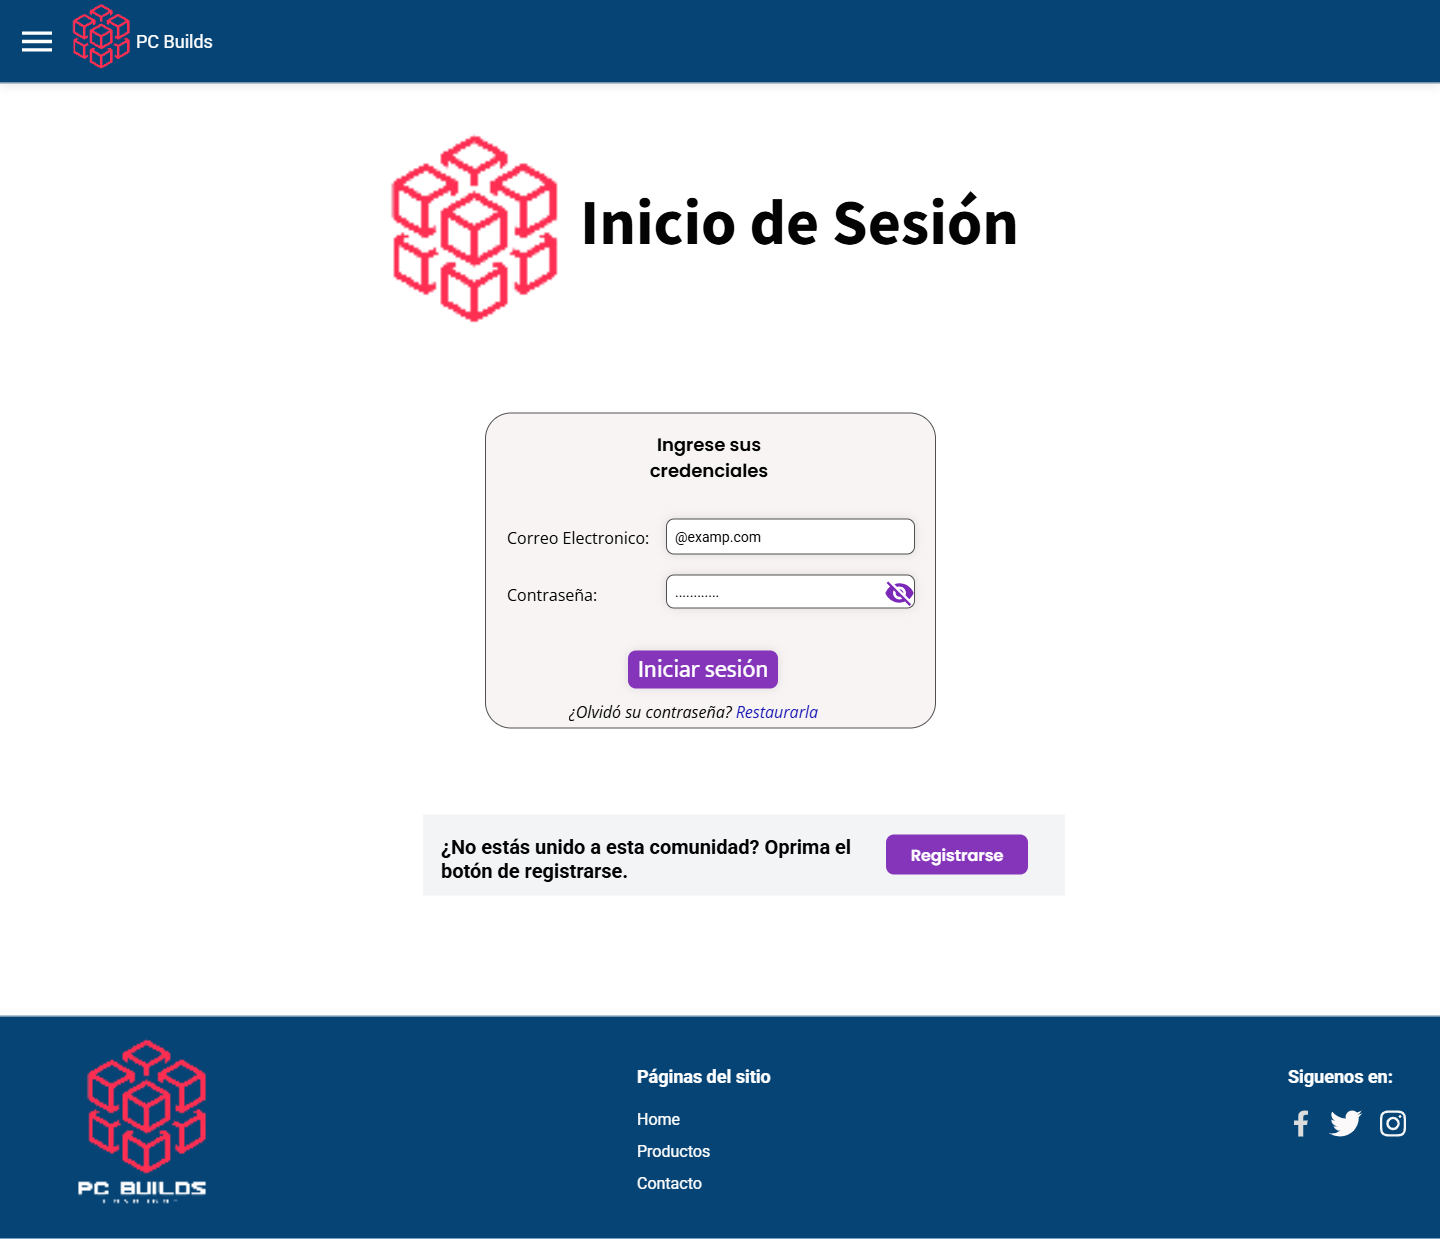 PC Builds
Inicio de Sesión
Ingrese sus
credenciales
Correo Electronico:
@examp.com
Contraseña:
............
Iniciar sesión
¿Olvidó su contraseña? Restaurarla
¿No estás unido a esta comunidad? Oprima el
botón de registrarse.
Registrarse
PC BUILDS
Páginas del sitio
Home
Productos
Contacto
Siguenos en: